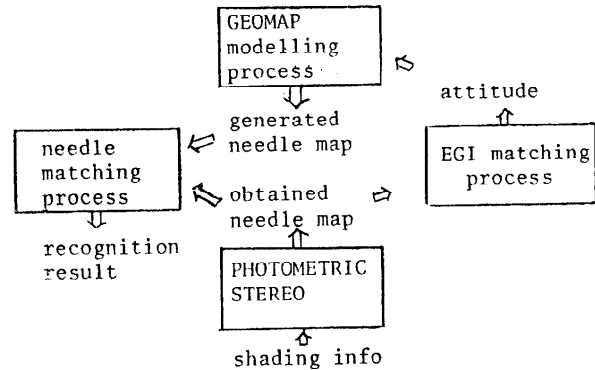 GEOMAP
modelling
process
attitude
generated
needle map
needle
matching
process
EGI matching
process
obtained
needle map
recognition
result
PHOTOMETRIC
STEREO
shading info